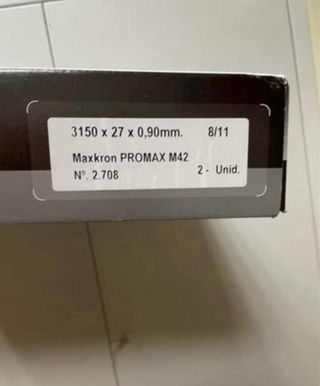 3150 x 27 x 0,90mm. 8/11
Maxkron PROMAX M42
Nº. 2.708 2 - Unid.